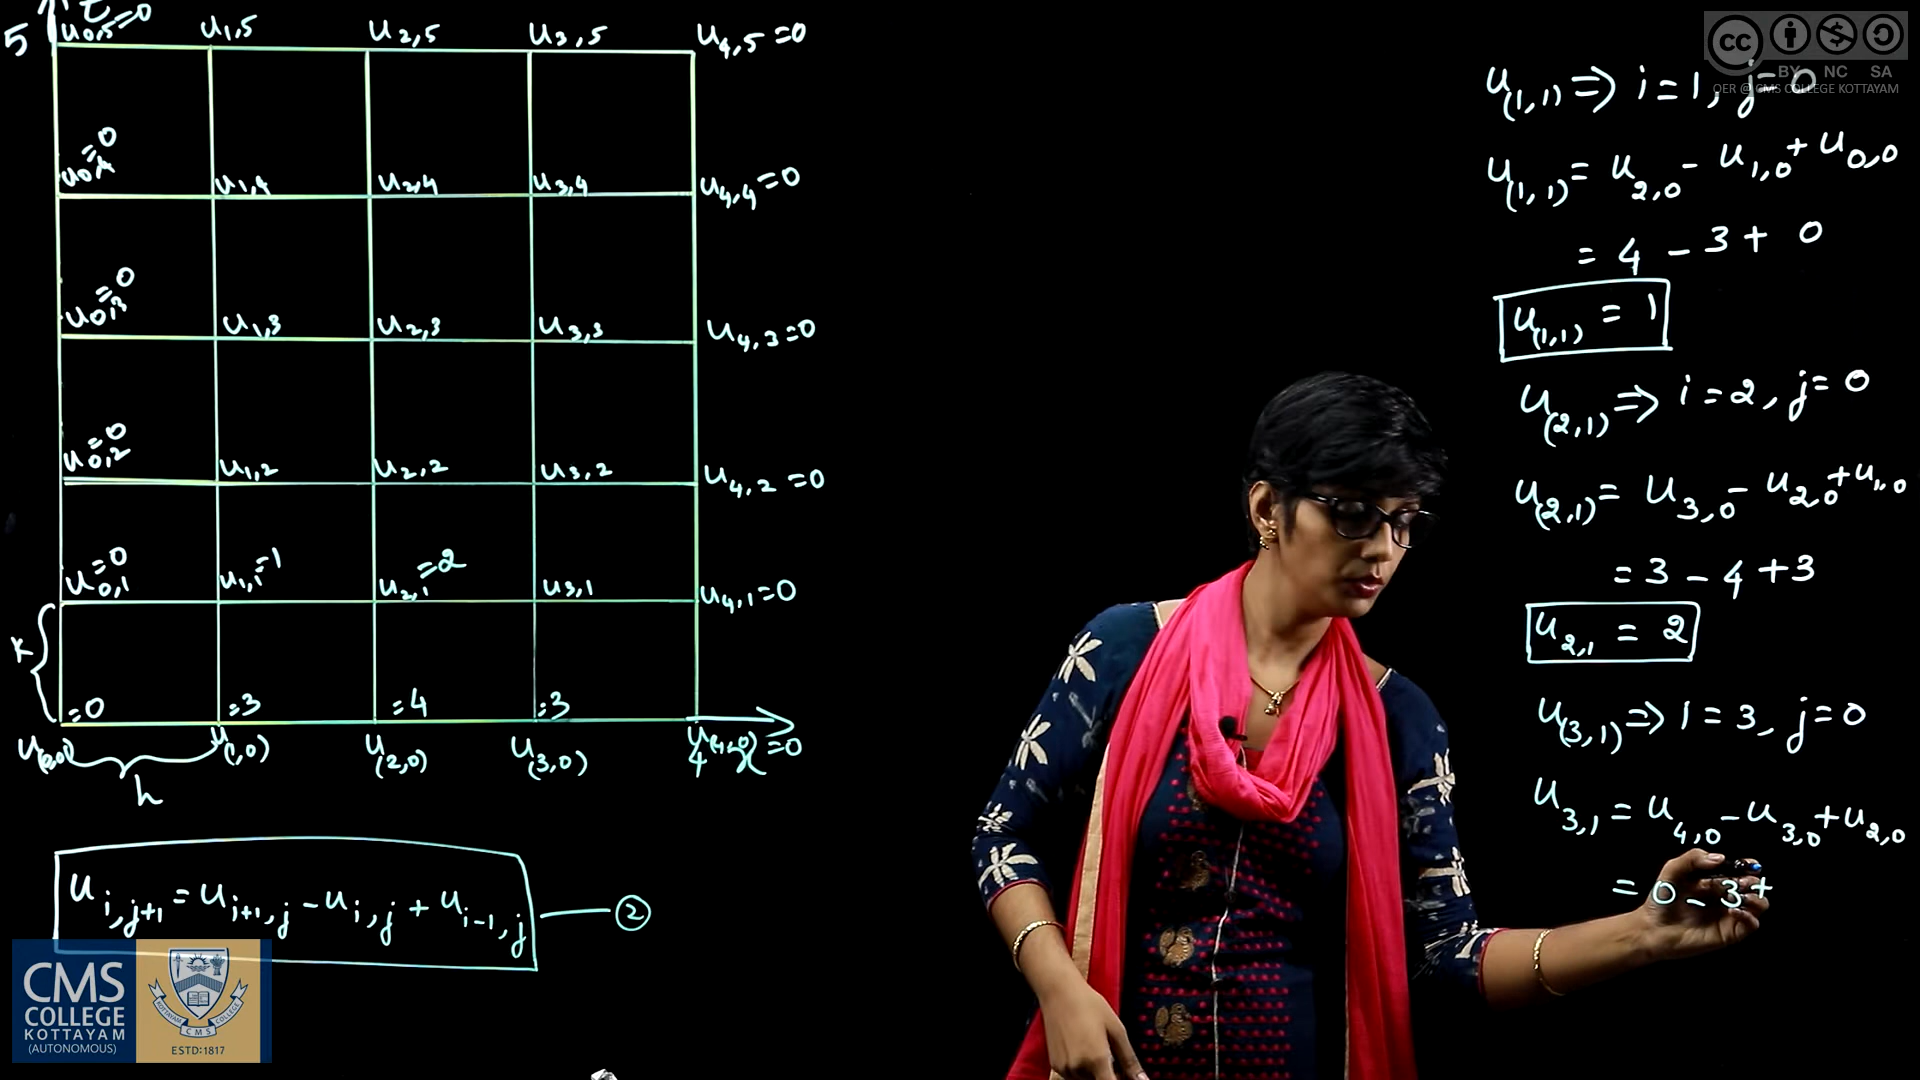 5 t
u0,5=0 u1,5 u2,5 u3,5 u4,5=0
u0,4=0 u1,4 u2,4 u3,4 u4,4=0
u0,3=0 u1,3 u2,3 u3,3 u4,3=0
u0,2=0 u1,2 u2,2 u3,2 u4,2=0
u0,1=0 u1,1=1 u2,1=2 u3,1 u4,1=0
K
=0 =3 =4 =3
u(0,0) u(1,0) u(2,0) u(3,0) =0
h
u i,j+1 = u i+1,j - u i,j + u i-1,j — ②
u(1,1) ⇒ i=1, j=0
u(1,1) = u2,0 - u1,0 + u0,0
= 4 - 3 + 0
u(1,1) = 1
u(2,1) ⇒ i=2, j=0
u(2,1) = u3,0 - u2,0 + u1,0
= 3 - 4 + 3
u2,1 = 2
u(3,1) ⇒ i=3, j=0
u3,1 = u4,0 - u3,0 + u2,0
= 0 - 3 +
CC BY NC SA
OER @ CMS COLLEGE KOTTAYAM
CMS
COLLEGE
KOTTAYAM
(AUTONOMOUS)
KOTTAYAM CMS COLLEGE
ESTD:1817